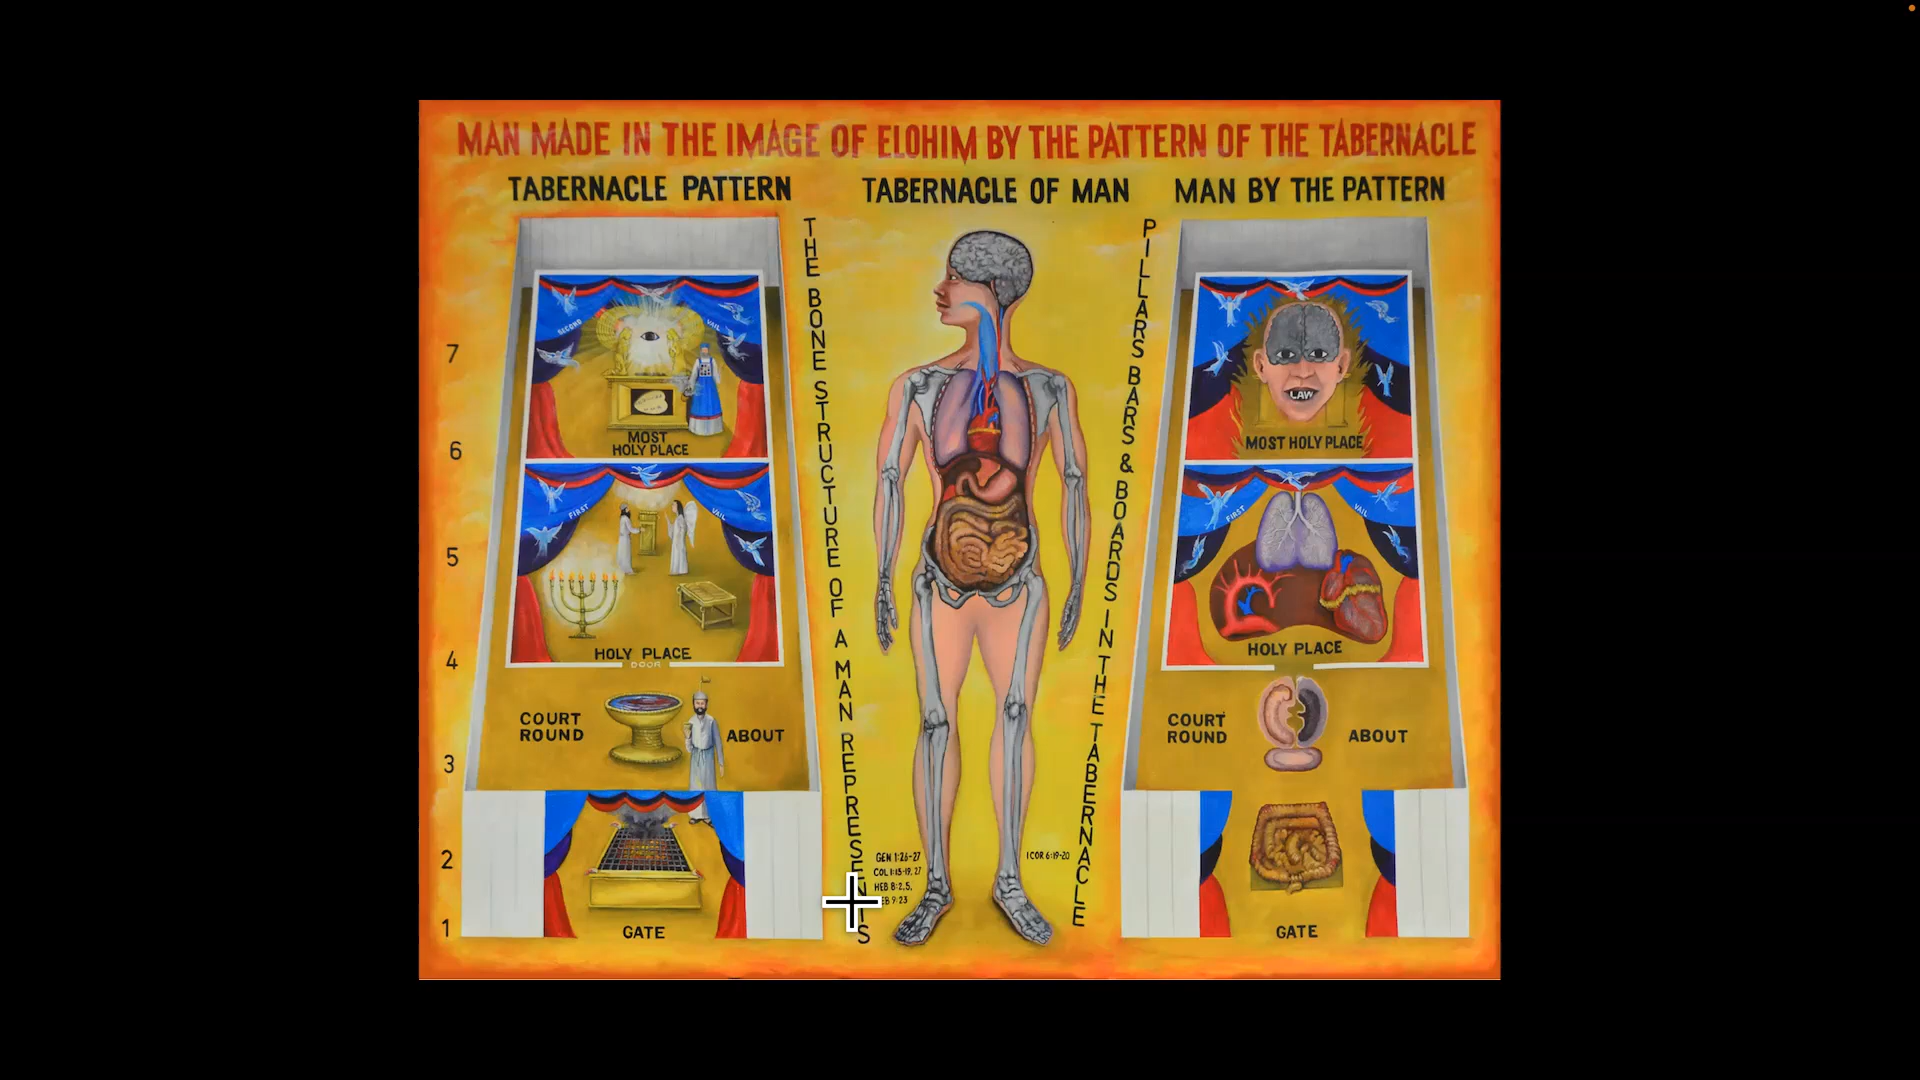 MAN MADE IN THE IMAGE OF ELOHIM BY THE PATTERN OF THE TABERNACLE
TABERNACLE PATTERN
TABERNACLE OF MAN
MAN BY THE PATTERN
7
6
5
4
3
2
1
SECOND
VAIL
MOST
HOLY PLACE
FIRST
VAIL
HOLY PLACE
DOOR
COURT
ROUND
ABOUT
GATE
THE BONE STRUCTURE OF A MAN REPRESENTS
GEN 1:26-27
COL 1:15-19, 27
HEB 8:2,5,
9:23
I COR 6:19-20
PILLARS BARS & BOARDS IN THE TABERNACLE
LAW
MOST HOLY PLACE
FIRST
VAIL
HOLY PLACE
COURT
ROUND
ABOUT
GATE